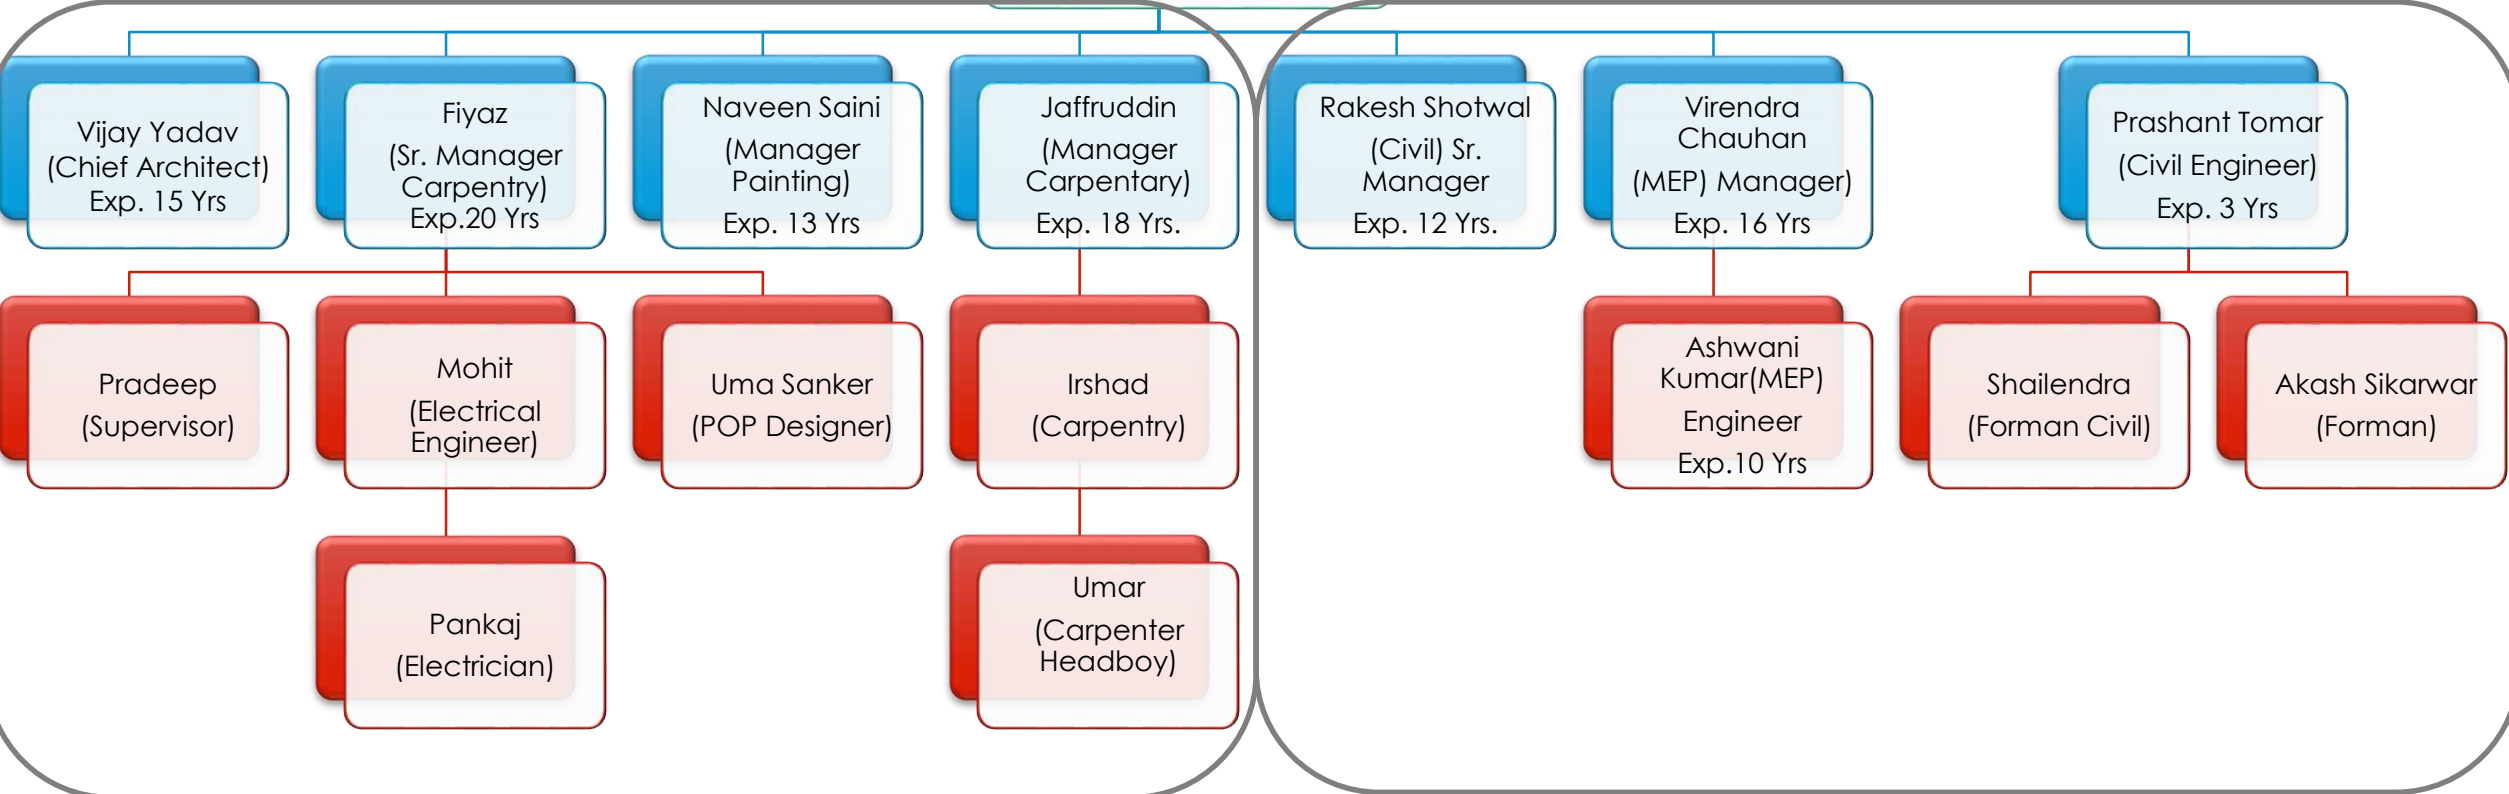 Vijay Yadav
(Chief Architect)
Exp. 15 Yrs
Fiyaz
(Sr. Manager
Carpentry)
Exp.20 Yrs
Naveen Saini
(Manager
Painting)
Exp. 13 Yrs
Jaffruddin
(Manager
Carpentary)
Exp. 18 Yrs.
Rakesh Shotwal
(Civil) Sr.
Manager
Exp. 12 Yrs.
Virendra
Chauhan
(MEP) Manager)
Exp. 16 Yrs
Prashant Tomar
(Civil Engineer)
Exp. 3 Yrs
Pradeep
(Supervisor)
Mohit
(Electrical
Engineer)
Uma Sanker
(POP Designer)
Irshad
(Carpentry)
Ashwani
Kumar(MEP)
Engineer
Exp.10 Yrs
Shailendra
(Forman Civil)
Akash Sikarwar
(Forman)
Pankaj
(Electrician)
Umar
(Carpenter
Headboy)